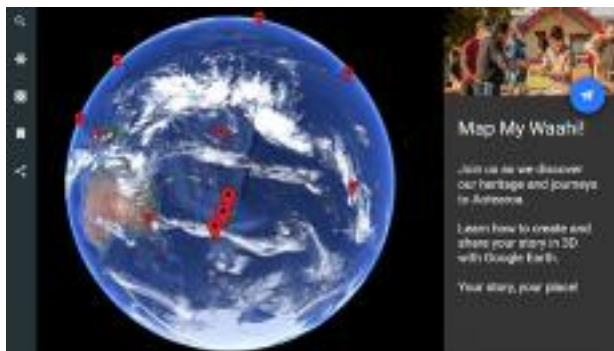 Map My Waahi!
Join us as we discover
our heritage and journeys
to Aotearoa.
Learn how to create and
share your story in 3D
with Google Earth.
Your story, your place!